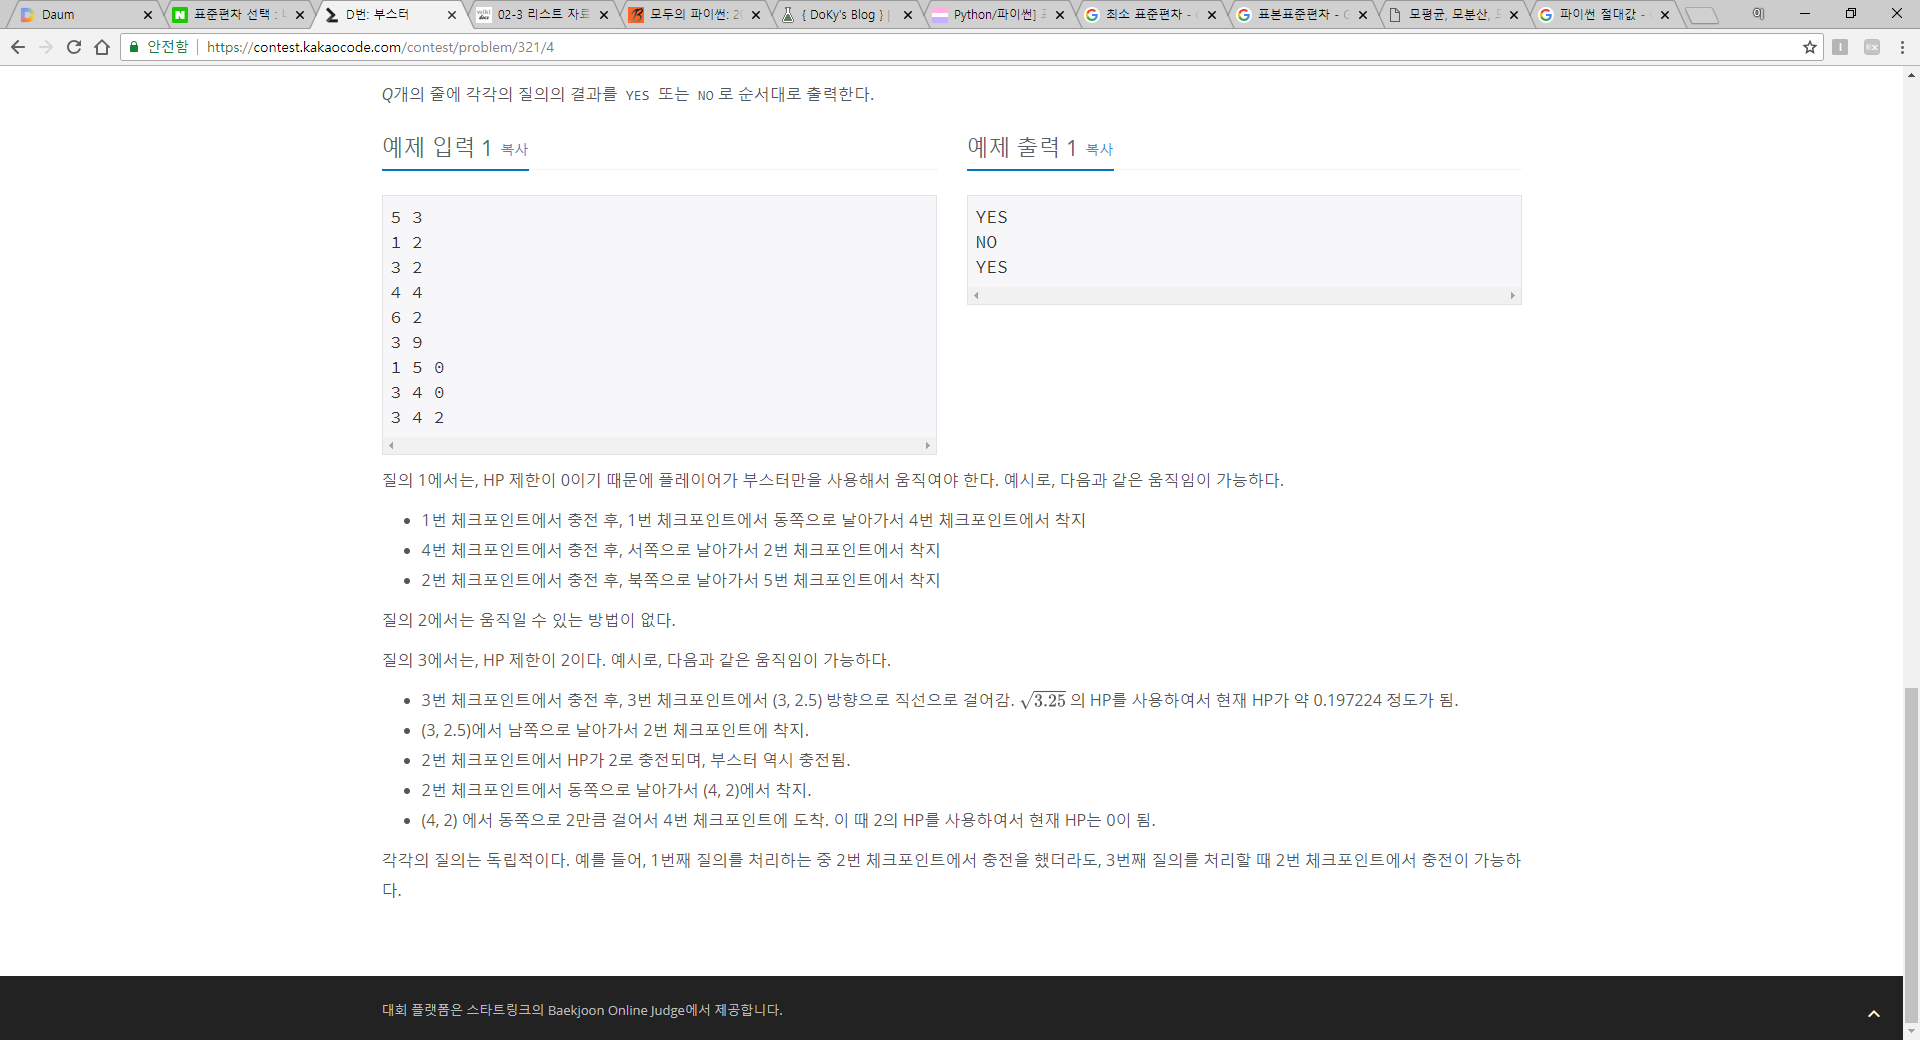 Daum
표준편차 선택 : 네
D번: 부스터
02-3 리스트 자료
모두의 파이썬: 20
{ DoKy's Blog } |
Python/파이썬]
최소 표준편차 - G
표본표준편차 - G
모평균, 모분산,
파이썬 절대값 -
안전함
https://contest.kakaocode.com/contest/problem/321/4
Q개의 줄에 각각의 질의의 결과를 YES 또는 NO 로 순서대로 출력한다.
예제 입력 1 복사
5 3
1 2
3 2
4 4
6 2
3 9
1 5 0
3 4 0
3 4 2
예제 출력 1 복사
YES
NO
YES
질의 1에서는, HP 제한이 0이기 때문에 플레이어가 부스터만을 사용해서 움직여야 한다. 예시로, 다음과 같은 움직임이 가능하다.
• 1번 체크포인트에서 충전 후, 1번 체크포인트에서 동쪽으로 날아가서 4번 체크포인트에서 착지
• 4번 체크포인트에서 충전 후, 서쪽으로 날아가서 2번 체크포인트에서 착지
• 2번 체크포인트에서 충전 후, 북쪽으로 날아가서 5번 체크포인트에서 착지
질의 2에서는 움직일 수 있는 방법이 없다.
질의 3에서는, HP 제한이 2이다. 예시로, 다음과 같은 움직임이 가능하다.
• 3번 체크포인트에서 충전 후, 3번 체크포인트에서 (3, 2.5) 방향으로 직선으로 걸어감. √3.25 의 HP를 사용하여서 현재 HP가 약 0.197224 정도가 됨.
• (3, 2.5)에서 남쪽으로 날아가서 2번 체크포인트에 착지.
• 2번 체크포인트에서 HP가 2로 충전되며, 부스터 역시 충전됨.
• 2번 체크포인트에서 동쪽으로 날아가서 (4, 2)에서 착지.
• (4, 2) 에서 동쪽으로 2만큼 걸어서 4번 체크포인트에 도착. 이 때 2의 HP를 사용하여서 현재 HP는 0이 됨.
각각의 질의는 독립적이다. 예를 들어, 1번째 질의를 처리하는 중 2번 체크포인트에서 충전을 했더라도, 3번째 질의를 처리할 때 2번 체크포인트에서 충전이 가능하
다.
대회 플랫폼은 스타트링크의 Baekjoon Online Judge에서 제공합니다.